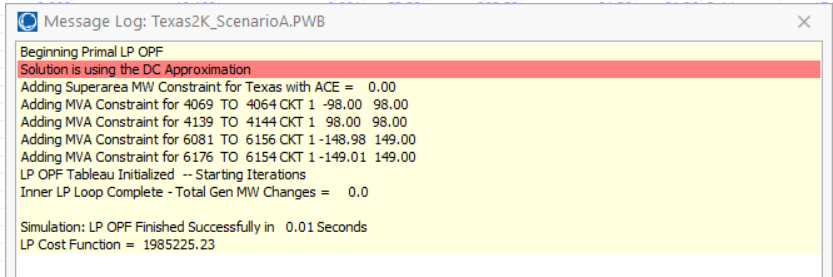 Message Log: Texas2K_ScenarioA.PWB
Beginning Primal LP OPF
Solution is using the DC Approximation
Adding Superarea MW Constraint for Texas with ACE = 0.00
Adding MVA Constraint for 4069 TO 4064 CKT 1 -98.00 98.00
Adding MVA Constraint for 4139 TO 4144 CKT 1 98.00 98.00
Adding MVA Constraint for 6081 TO 6156 CKT 1 -148.98 149.00
Adding MVA Constraint for 6176 TO 6154 CKT 1 -149.01 149.00
LP OPF Tableau Initialized -- Starting Iterations
Inner LP Loop Complete - Total Gen MW Changes = 0.0
Simulation: LP OPF Finished Successfully in 0.01 Seconds
LP Cost Function = 1985225.23